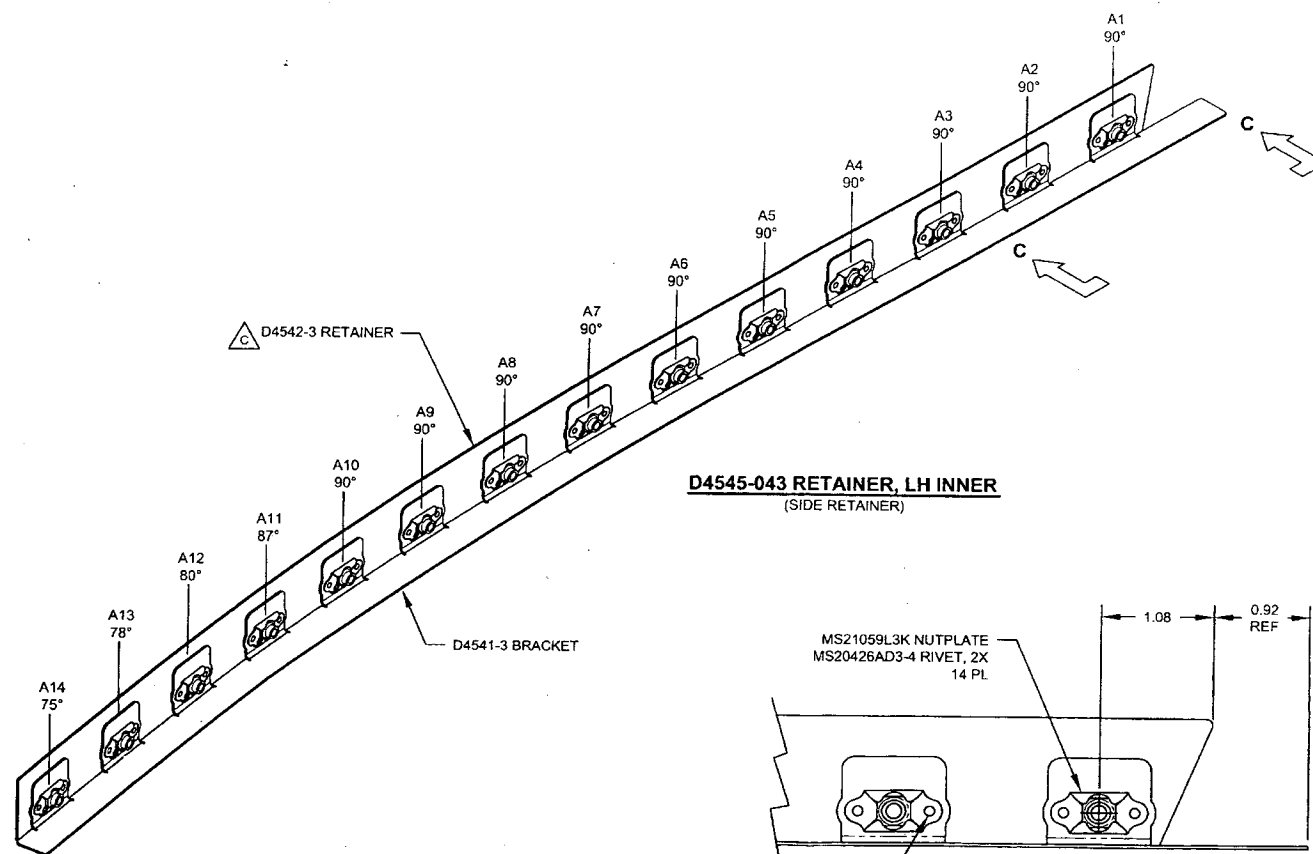 A1
90°
A2
90°
A3
90°
A4
90°
A5
90°
A6
90°
A7
90°
A8
90°
A9
90°
A10
90°
A11
87°
A12
80°
A13
78°
A14
75°
C
C
C D4542-3 RETAINER
D4541-3 BRACKET
D4545-043 RETAINER, LH INNER
(SIDE RETAINER)
MS21059L3K NUTPLATE
MS20426AD3-4 RIVET, 2X
14 PL
1.08
0.92
REF